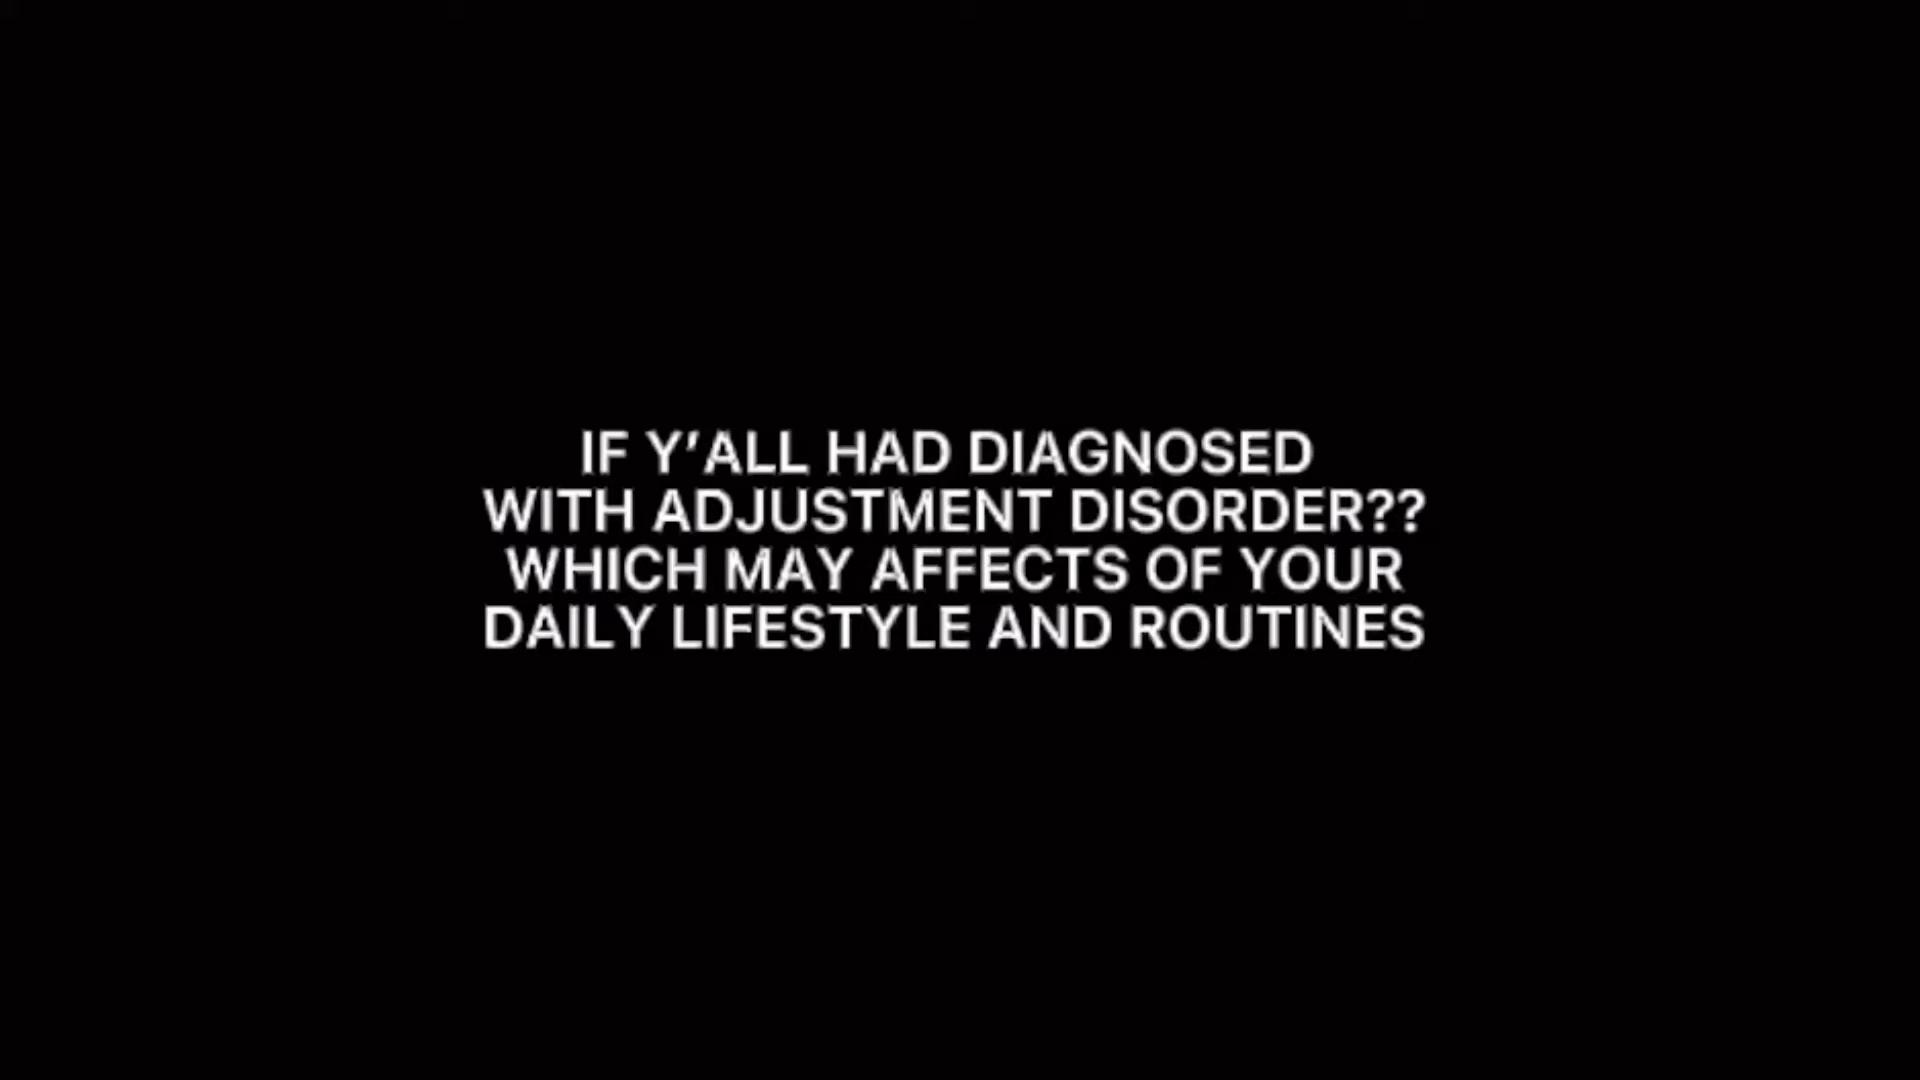 IF Y’ALL HAD DIAGNOSED
WITH ADJUSTMENT DISORDER??
WHICH MAY AFFECTS OF YOUR
DAILY LIFESTYLE AND ROUTINES